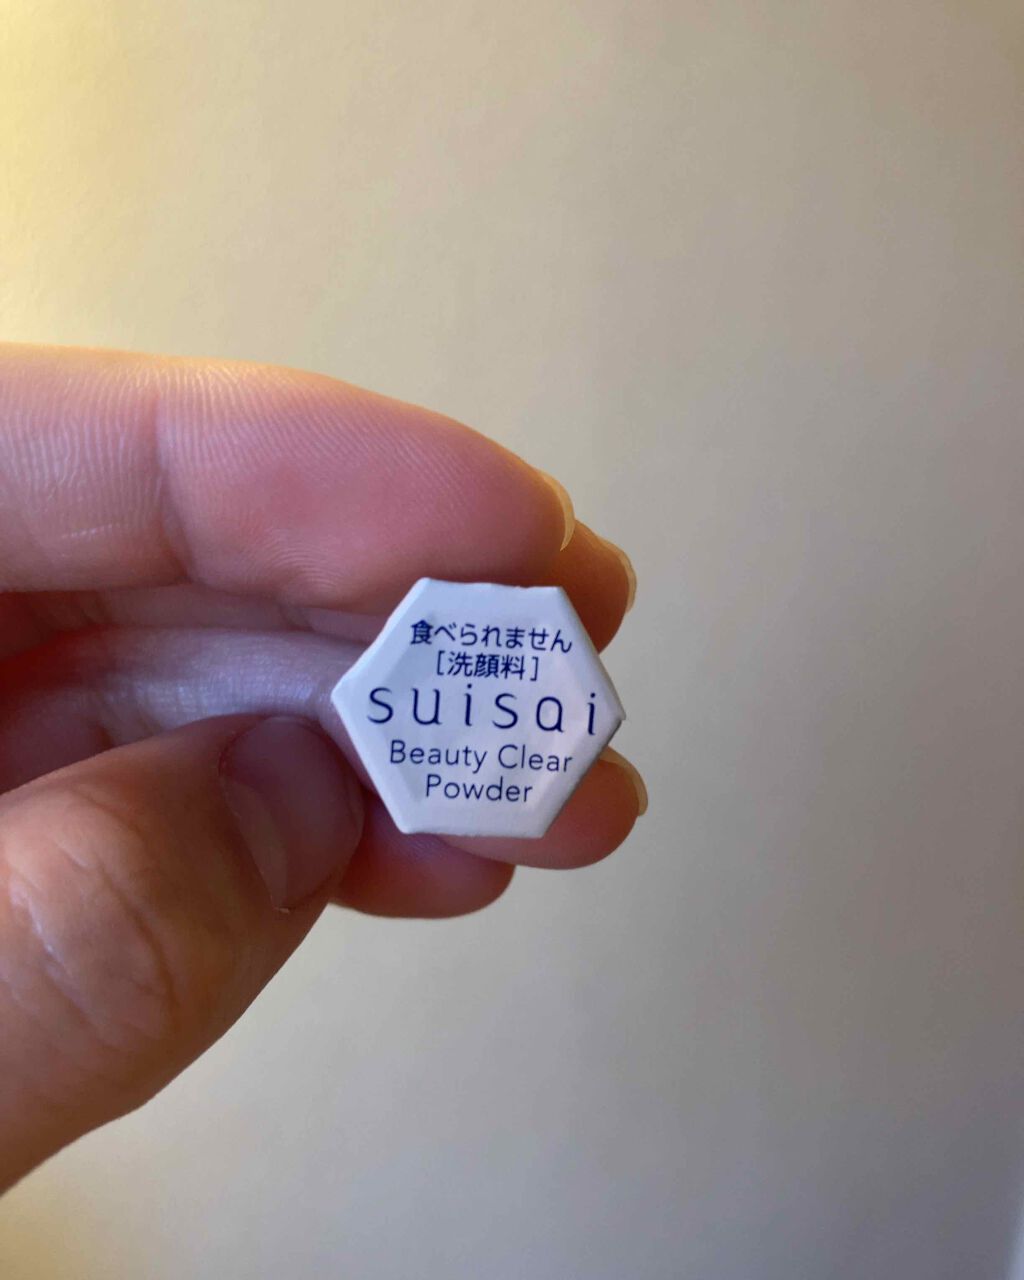 食べられません
[洗顔料]
suisai
Beauty Clear
Powder